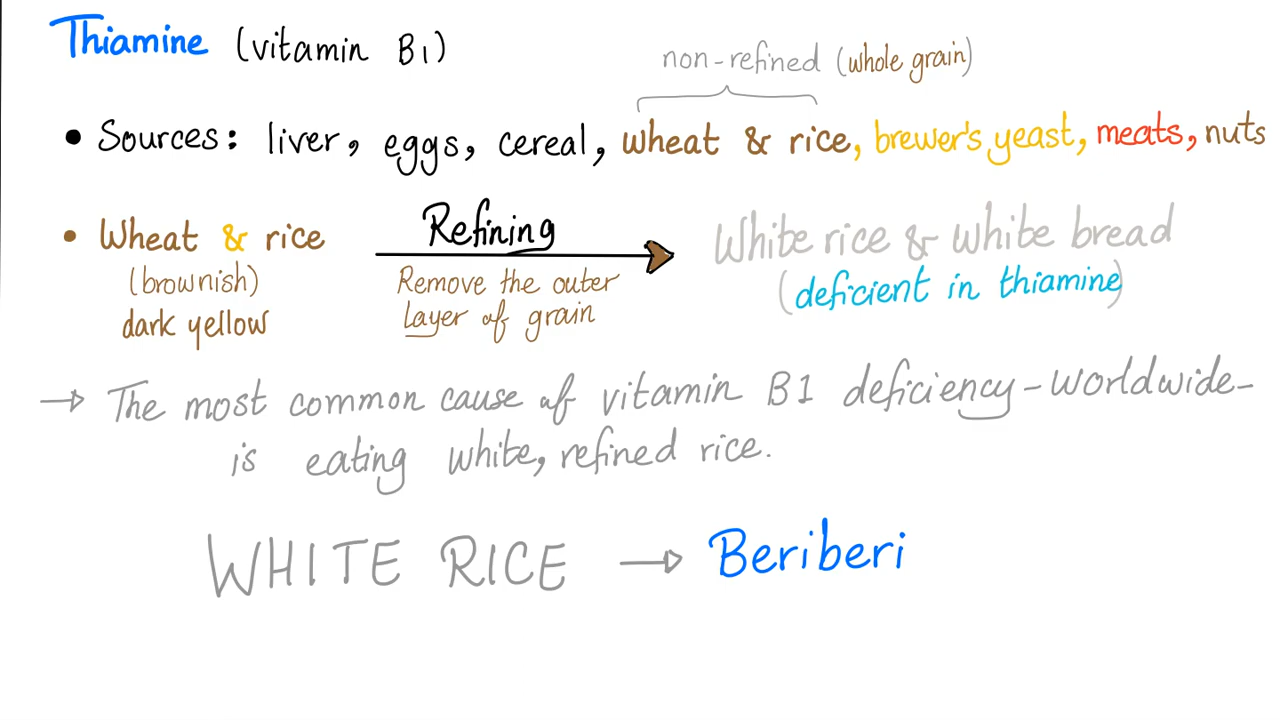 Thiamine (vitamin B1)
non-refined (whole grain)
• Sources: liver, eggs, cereal, wheat & rice, brewer's yeast, meats, nuts
• Wheat & rice
(brownish)
dark yellow
Refining
Remove the outer
layer of grain
White rice & white bread
(deficient in thiamine)
→ The most common cause of vitamin B1 deficiency-worldwide-
is eating white, refined rice.
WHITE RICE → Beriberi